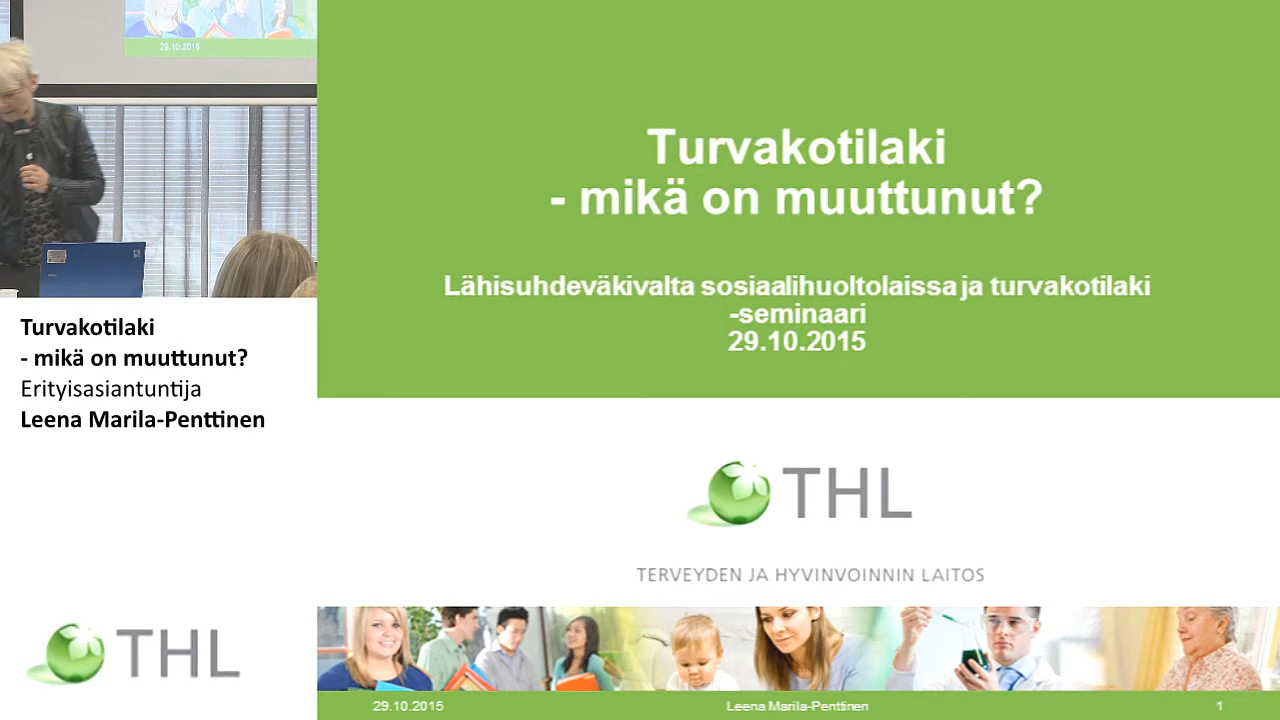 29.10.2015
Turvakotilaki
- mikä on muuttunut?
Erityisasiantuntija
Leena Marila-Penttinen
THL
Turvakotilaki
- mikä on muuttunut?
Lähisuhdeväkivalta sosiaalihuoltolaissa ja turvakotilaki
-seminaari
29.10.2015
THL
TERVEYDEN JA HYVINVOINNIN LAITOS
29.10.2015 Leena Marila-Penttinen 1